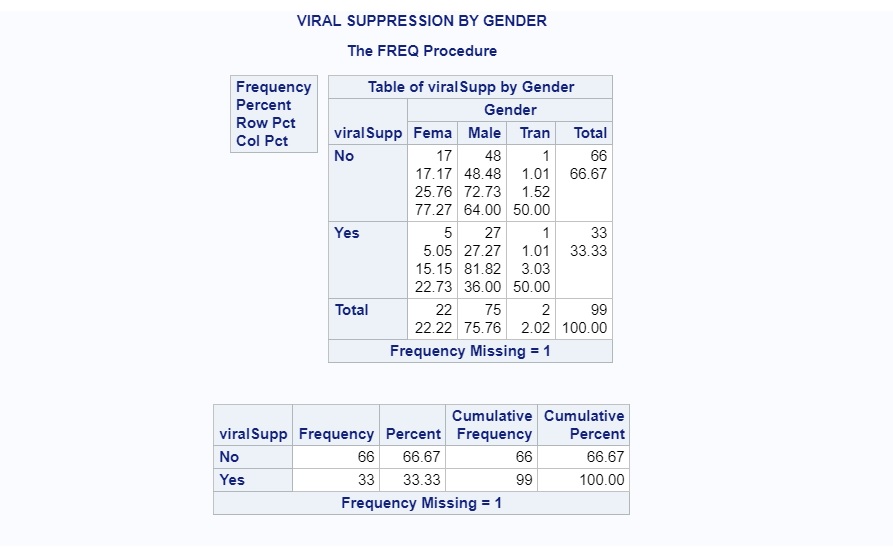 VIRAL SUPPRESSION BY GENDER
The FREQ Procedure
Frequency
Percent
Row Pct
Col Pct
Table of viralSupp by Gender
Gender
viralSupp Fema Male Tran Total
No 17 48 1 66
17.17 48.48 1.01 66.67
25.76 72.73 1.52
77.27 64.00 50.00
Yes 5 27 1 33
5.05 27.27 1.01 33.33
15.15 81.82 3.03
22.73 36.00 50.00
Total 22 75 2 99
22.22 75.76 2.02 100.00
Frequency Missing = 1
Cumulative Cumulative
viralSupp Frequency Percent Frequency Percent
No 66 66.67 66 66.67
Yes 33 33.33 99 100.00
Frequency Missing = 1